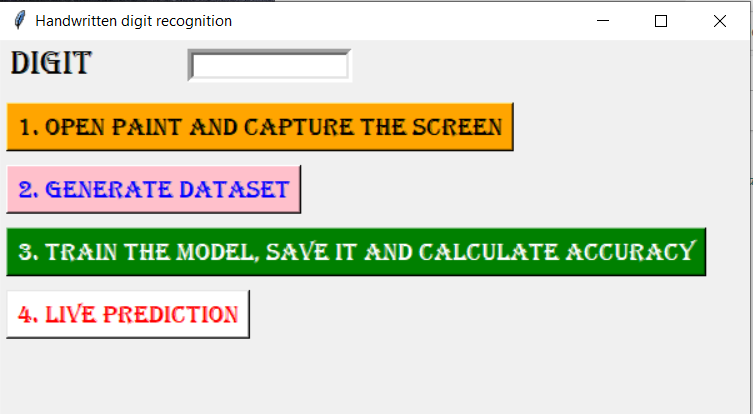 Handwritten digit recognition
DIGIT
1. OPEN PAINT AND CAPTURE THE SCREEN
2. GENERATE DATASET
3. TRAIN THE MODEL, SAVE IT AND CALCULATE ACCURACY
4. LIVE PREDICTION